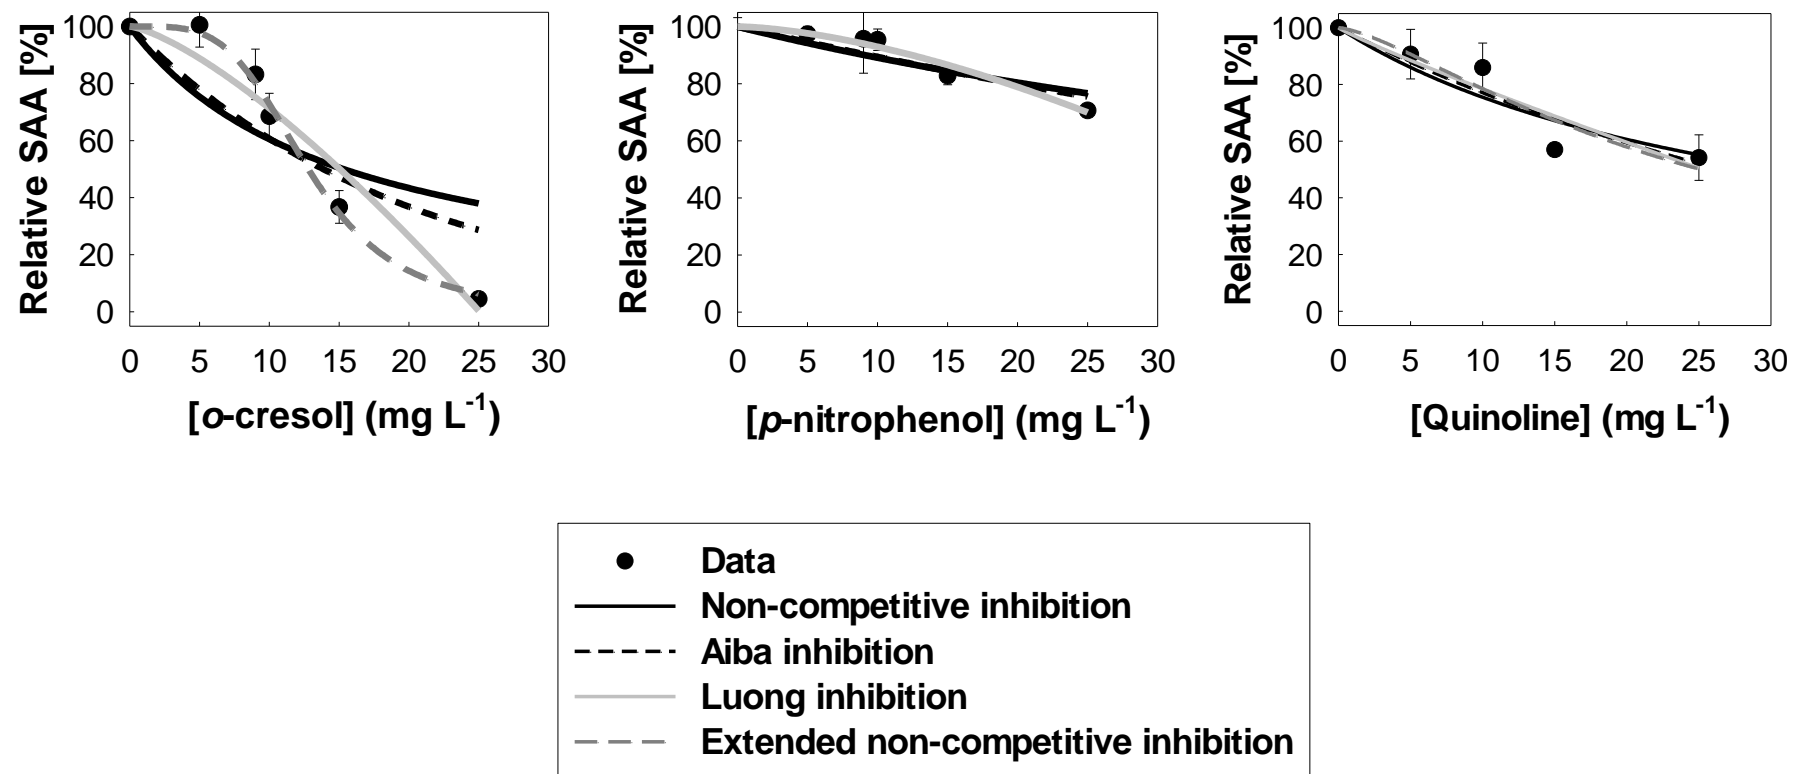 Relative SAA [%]
100
80
60
40
20
0
0 5 10 15 20 25 30
[o-cresol] (mg L-1)
Relative SAA [%]
100
80
60
40
20
0
0 5 10 15 20 25 30
[p-nitrophenol] (mg L-1)
Relative SAA [%]
100
80
60
40
20
0
0 5 10 15 20 25 30
[Quinoline] (mg L-1)
Data
Non-competitive inhibition
Aiba inhibition
Luong inhibition
Extended non-competitive inhibition